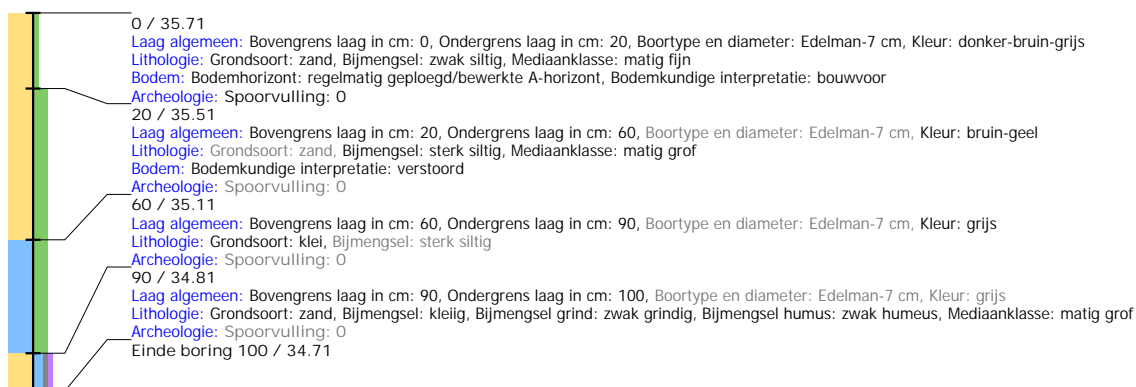 0 / 35.71
Laag algemeen: Bovengrens laag in cm: 0, Ondergrens laag in cm: 20, Boortype en diameter: Edelman-7 cm, Kleur: donker-bruin-grijs
Lithologie: Grondsoort: zand, Bijmengsel: zwak siltig, Mediaanklasse: matig fijn
Bodem: Bodemhorizont: regelmatig geploegd/bewerkte A-horizont, Bodemkundige interpretatie: bouwvoor
Archeologie: Spoorvulling: 0
20 / 35.51
Laag algemeen: Bovengrens laag in cm: 20, Ondergrens laag in cm: 60, Boortype en diameter: Edelman-7 cm, Kleur: bruin-geel
Lithologie: Grondsoort: zand, Bijmengsel: sterk siltig, Mediaanklasse: matig grof
Bodem: Bodemkundige interpretatie: verstoord
Archeologie: Spoorvulling: 0
60 / 35.11
Laag algemeen: Bovengrens laag in cm: 60, Ondergrens laag in cm: 90, Boortype en diameter: Edelman-7 cm, Kleur: grijs
Lithologie: Grondsoort: klei, Bijmengsel: sterk siltig
Archeologie: Spoorvulling: 0
90 / 34.81
Laag algemeen: Bovengrens laag in cm: 90, Ondergrens laag in cm: 100, Boortype en diameter: Edelman-7 cm, Kleur: grijs
Lithologie: Grondsoort: zand, Bijmengsel: kleiig, Bijmengsel grind: zwak grindig, Bijmengsel humus: zwak humeus, Mediaanklasse: matig grof
Archeologie: Spoorvulling: 0
Einde boring 100 / 34.71